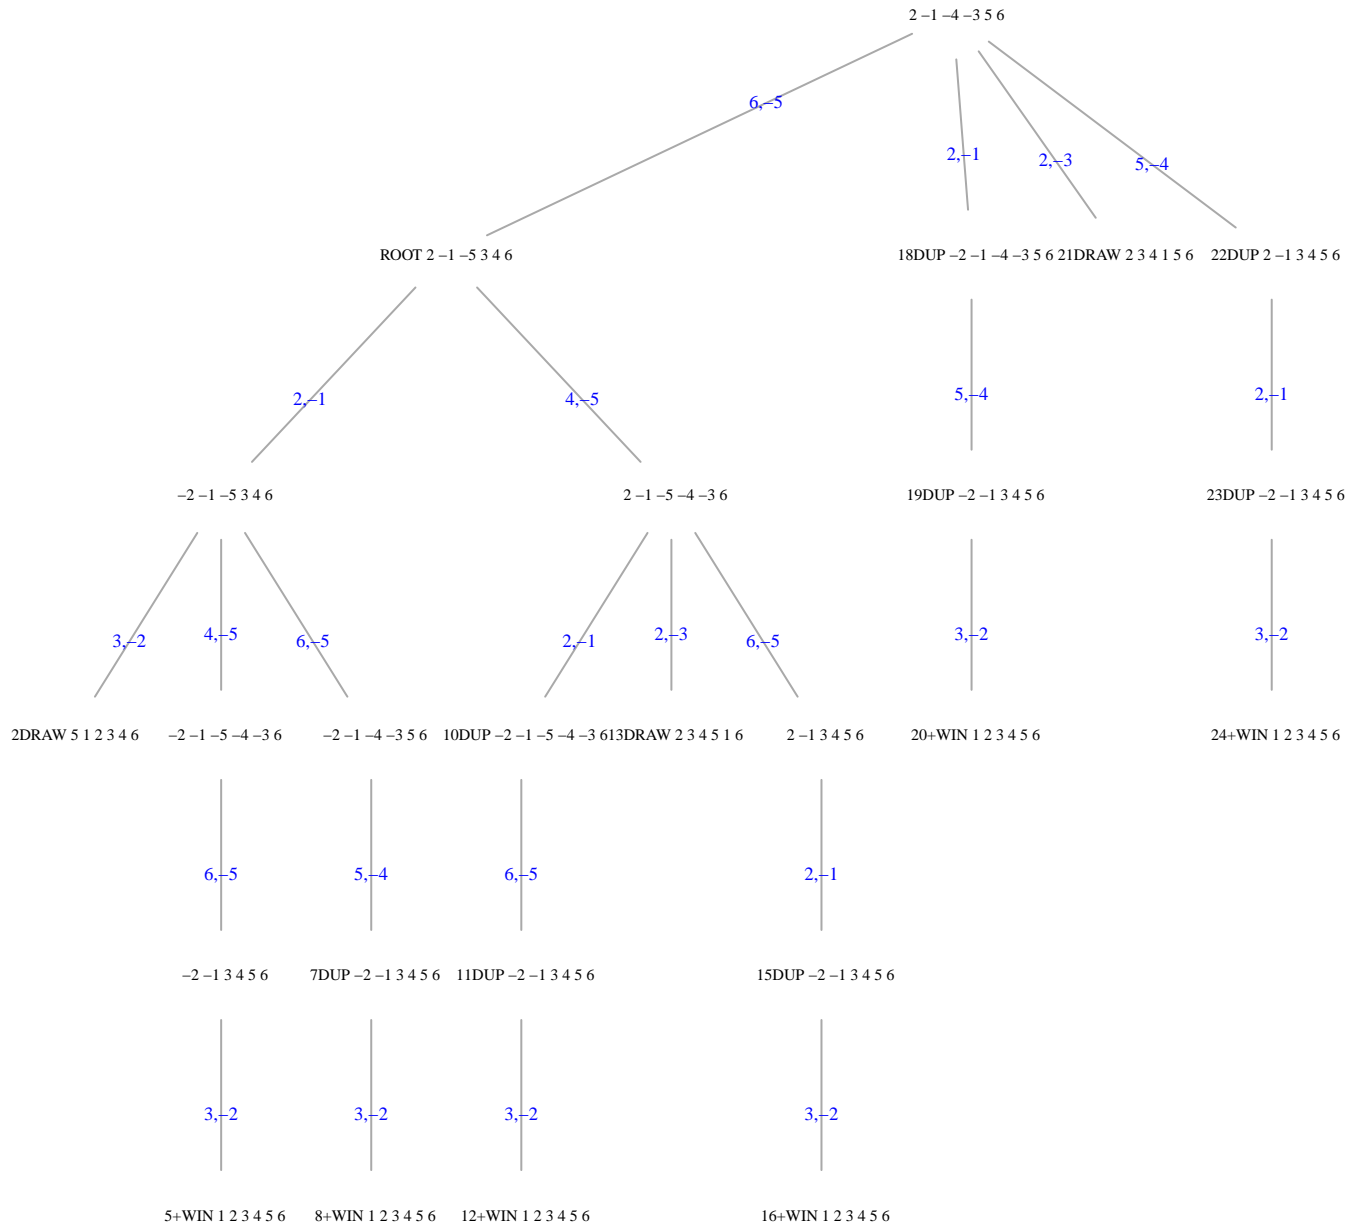 2 –1 –4 –3 5 6
6,–5
2,–1
2,–3
5,–4
ROOT 2 –1 –5 3 4 6
18DUP –2 –1 –4 –3 5 6
21DRAW 2 3 4 1 5 6
22DUP 2 –1 3 4 5 6
2,–1
4,–5
5,–4
2,–1
–2 –1 –5 3 4 6
2 –1 –5 –4 –3 6
19DUP –2 –1 3 4 5 6
23DUP –2 –1 3 4 5 6
3,–2
4,–5
6,–5
2,–1
2,–3
6,–5
3,–2
3,–2
2DRAW 5 1 2 3 4 6
–2 –1 –5 –4 –3 6
–2 –1 –4 –3 5 6
10DUP –2 –1 –5 –4 –3 6
13DRAW 2 3 4 5 1 6
2 –1 3 4 5 6
20+WIN 1 2 3 4 5 6
24+WIN 1 2 3 4 5 6
6,–5
5,–4
6,–5
2,–1
–2 –1 3 4 5 6
7DUP –2 –1 3 4 5 6
11DUP –2 –1 3 4 5 6
15DUP –2 –1 3 4 5 6
3,–2
3,–2
3,–2
3,–2
5+WIN 1 2 3 4 5 6
8+WIN 1 2 3 4 5 6
12+WIN 1 2 3 4 5 6
16+WIN 1 2 3 4 5 6